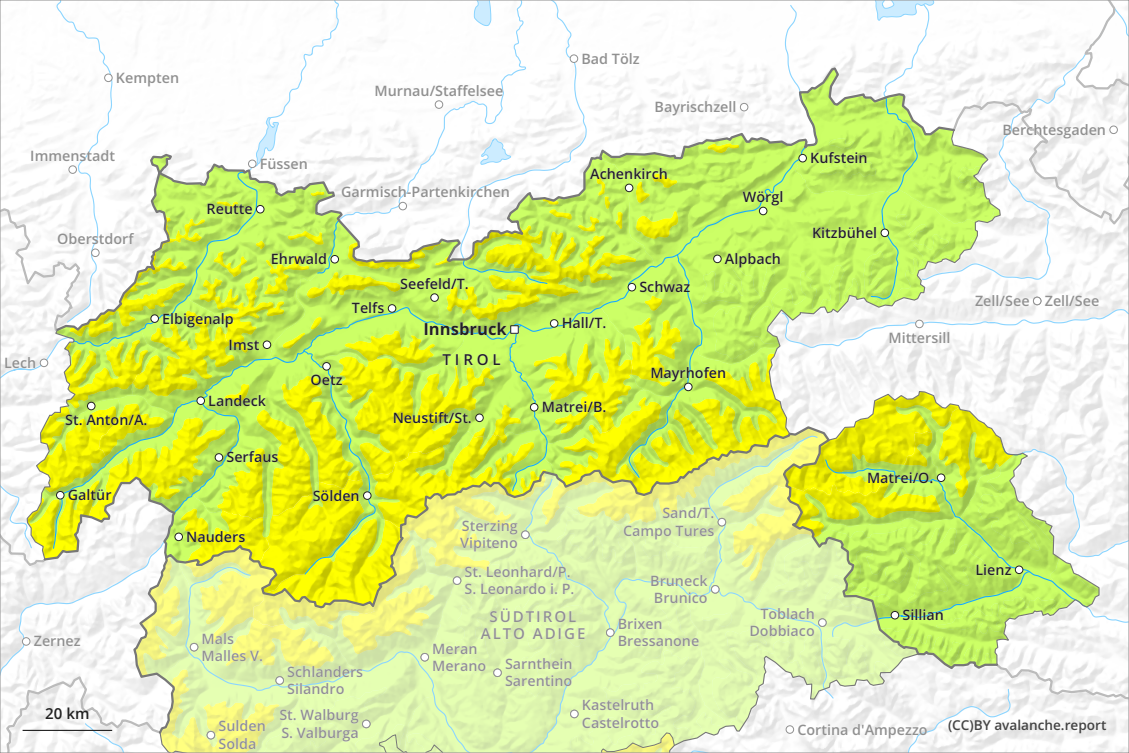 Kempten
Bad Tölz
Murnau/Staffelsee
Bayrischzell
Berchtesgaden
Immenstadt
Füssen
Kufstein
Achenkirch
Garmisch-Partenkirchen
Wörgl
Reutte
Kitzbühel
Oberstdorf
Ehrwald
Alpbach
Seefeld/T.
Schwaz
Zell/See
Zell/See
Telfs
Elbigenalp
Innsbruck
Hall/T.
Mittersill
Imst
TIROL
Lech
Oetz
Mayrhofen
Landeck
Matrei/B.
St. Anton/A.
Neustift/St.
Serfaus
Matrei/O.
Galtür
Sölden
Sand/T.
Campo Tures
Sterzing
Vipiteno
Nauders
Lienz
St. Leonhard/P.
S. Leonardo i. P.
Bruneck
Brunico
Sillian
SÜDTIROL
ALTO ADIGE
Toblach
Dobbiaco
Brixen
Bressanone
Zernez
Mals
Malles V.
Meran
Merano
Sarnthein
Sarentino
Schlanders
Silandro
Kastelruth
Castelrotto
St. Walburg
S. Valburga
20 km
Sulden
Solda
Cortina d'Ampezzo
(CC)BY avalanche.report